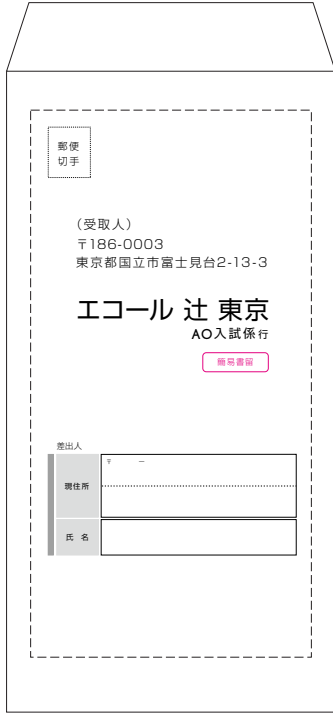 郵便
切手
(受取人)
〒186-0003
東京都国立市富士見台2-13-3
エコール 辻 東京
AO入試係行
簡易書留
差出人
現住所
〒 －
氏 名